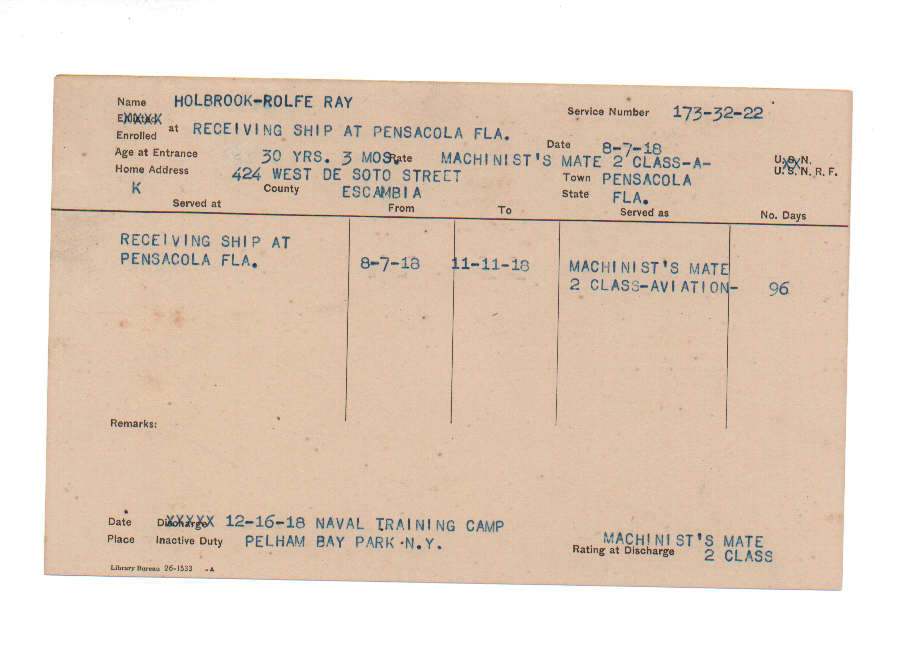 Name HOLBROOK-ROLFE RAY Service Number 173-32-22
Enlisted
Enrolled at RECEIVING SHIP AT PENSACOLA FLA. Date 8-7-18
Age at Entrance 30 YRS. 3 MOS. Rate MACHINIST'S MATE 2 CLASS-A- U.S.N.
Home Address 424 WEST DE SOTO STREET Town PENSACOLA U.S.N.R.F.
K County ESCAMBIA State FLA.
Served at From To Served as No. Days
RECEIVING SHIP AT
PENSACOLA FLA. 8-7-18 11-11-18 MACHINIST'S MATE
2 CLASS-AVIATION- 96
Remarks:
Date Discharge XXXXX 12-16-18 NAVAL TRAINING CAMP
Place Inactive Duty PELHAM BAY PARK-N.Y. MACHINIST'S MATE
Rating at Discharge 2 CLASS
Library Bureau 26-1533 -A